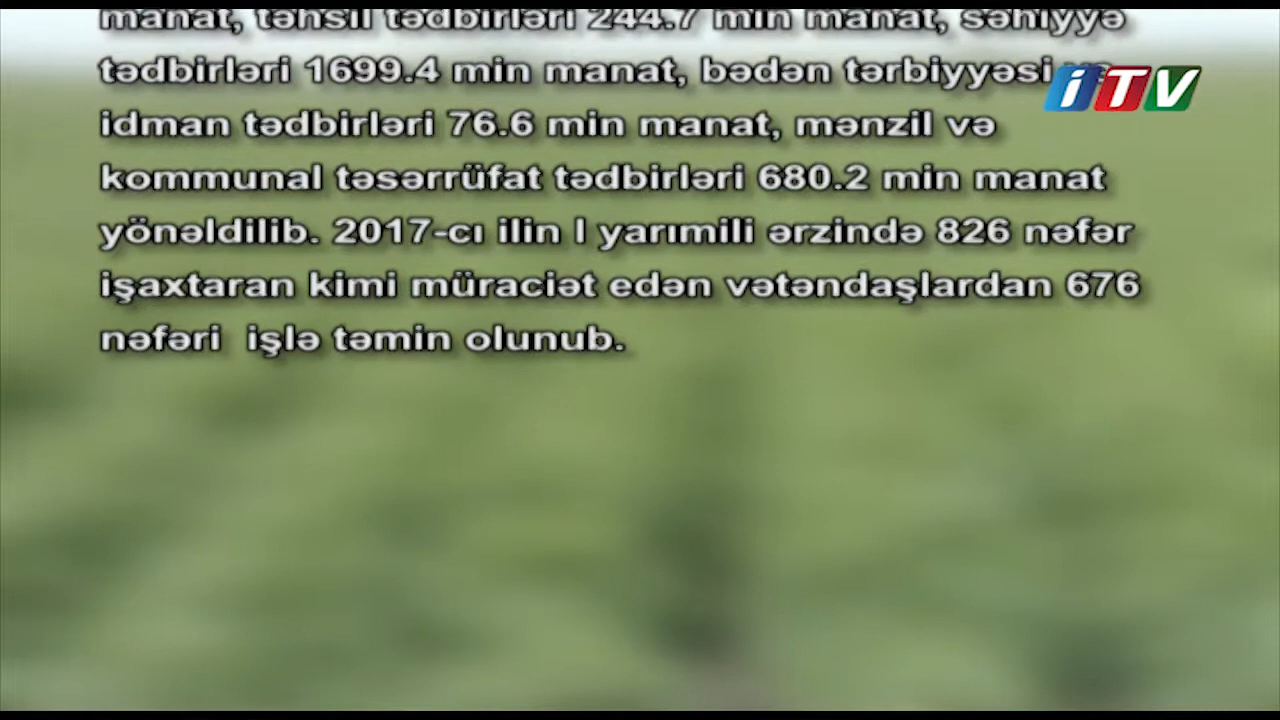 manat, təhsil tədbirləri 244.7 min manat, səhiyyə
tədbirləri 1699.4 min manat, bədən tərbiyyəsi
iTV
idman tədbirləri 76.6 min manat, mənzil və
kommunal təsərrüfat tədbirləri 680.2 min manat
yönəldilib. 2017-cı ilin I yarımili ərzində 826 nəfər
işaxtaran kimi müraciət edən vətəndaşlardan 676
nəfəri  işlə təmin olunub.